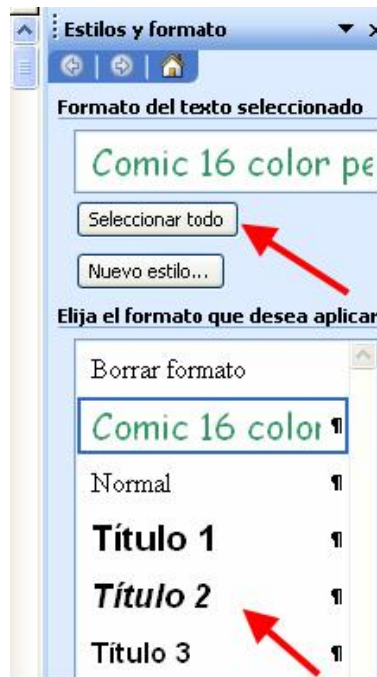 Estilos y formato
Formato del texto seleccionado
Comic 16 color pe
Seleccionar todo
Nuevo estilo...
Elija el formato que desea aplicar
Borrar formato
Comic 16 color ¶
Normal ¶
Título 1 ¶
Título 2 ¶
Título 3 ¶